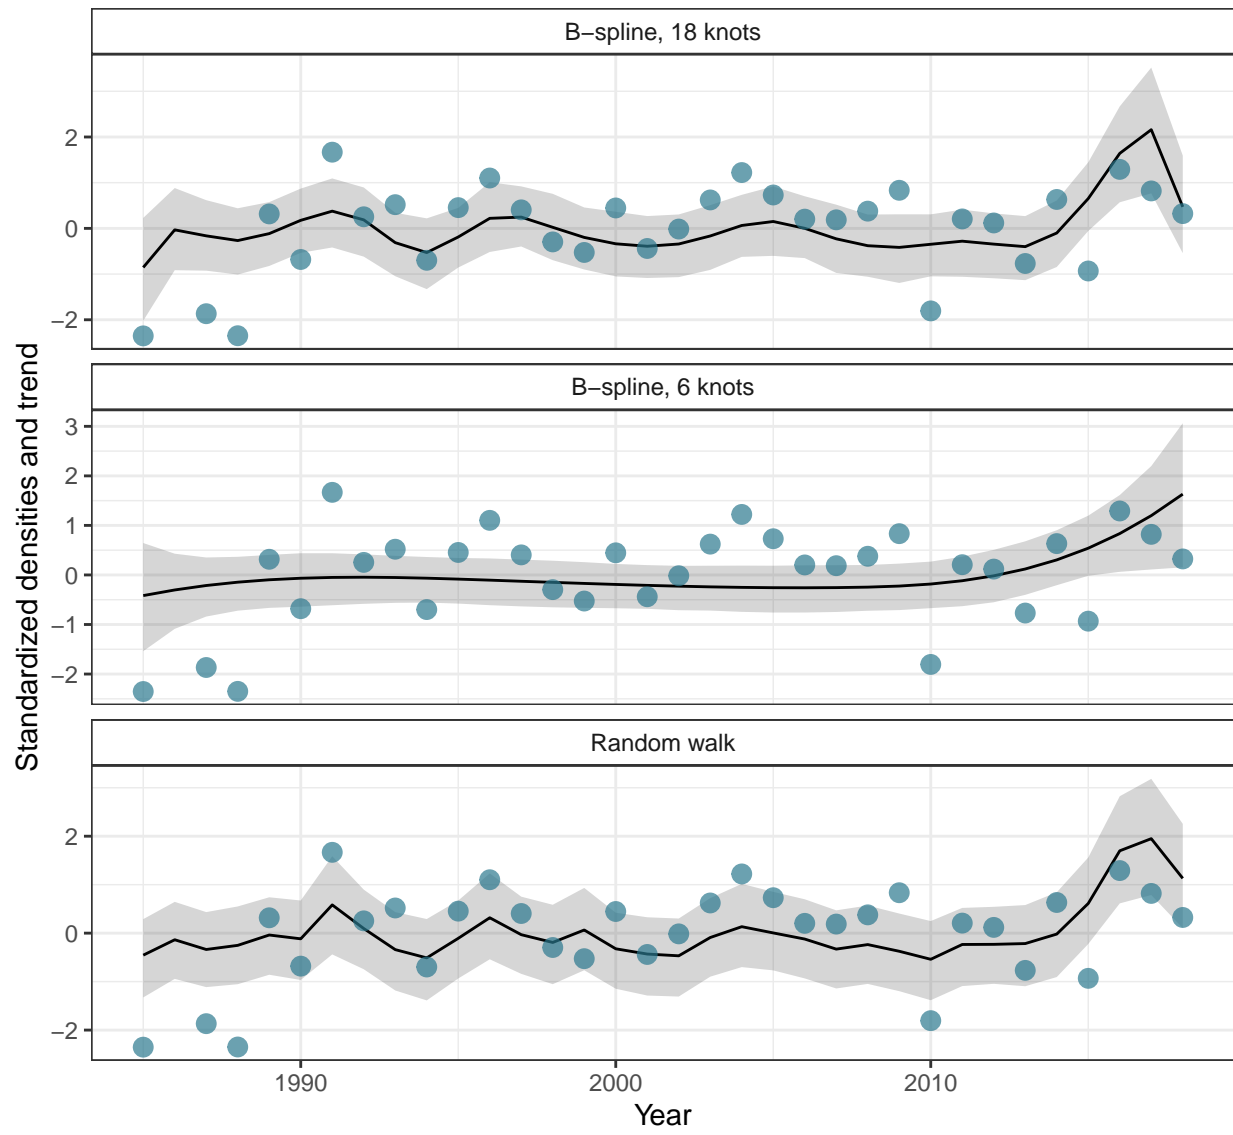 B−spline, 18 knots
2
0
−2
B−spline, 6 knots
3
2
1
0
−1
−2
Random walk
2
0
−2
1990 2000 2010
Year
Standardized densities and trend